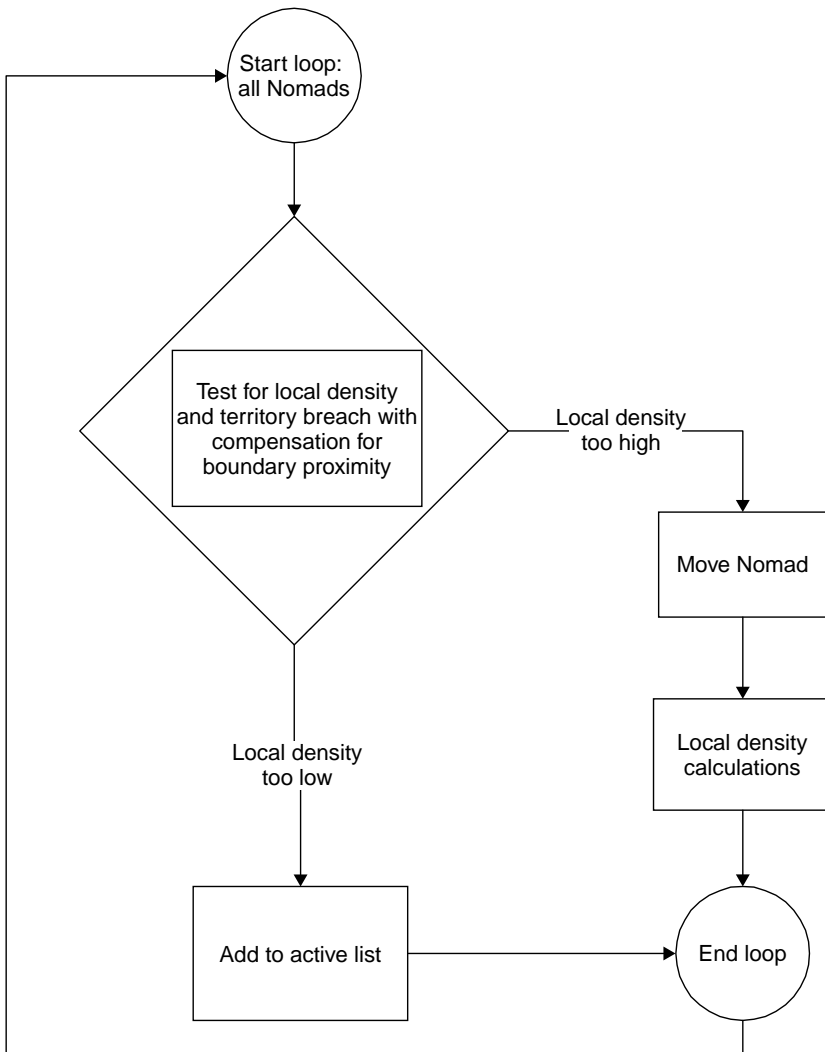 Start loop:
all Nomads
Test for local density
and territory breach with
compensation for
boundary proximity
Local density
too high
Move Nomad
Local density
calculations
Local density
too low
Add to active list
End loop